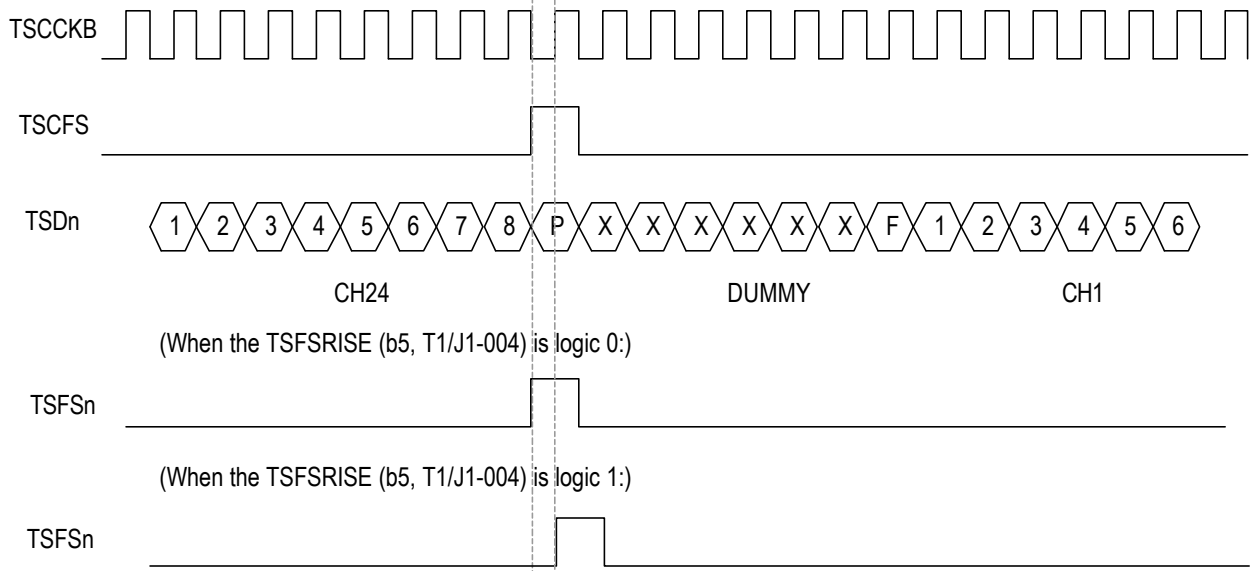 TSCCKB
TSCFS
TSDn
1 2 3 4 5 6 7 8 P X X X X X X F 1 2 3 4 5 6
CH24 DUMMY CH1
(When the TSFSRISE (b5, T1/J1-004) is logic 0:)
TSFSn
(When the TSFSRISE (b5, T1/J1-004) is logic 1:)
TSFSn